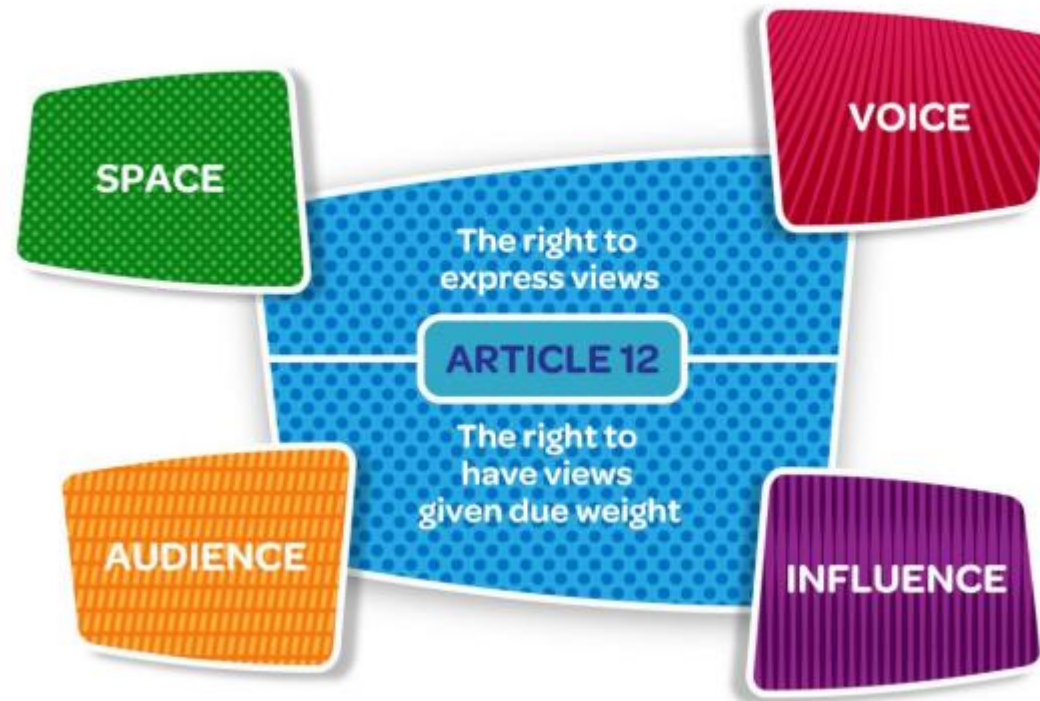 SPACE
VOICE
The right to
express views
ARTICLE 12
The right to
have views
given due weight
AUDIENCE
INFLUENCE